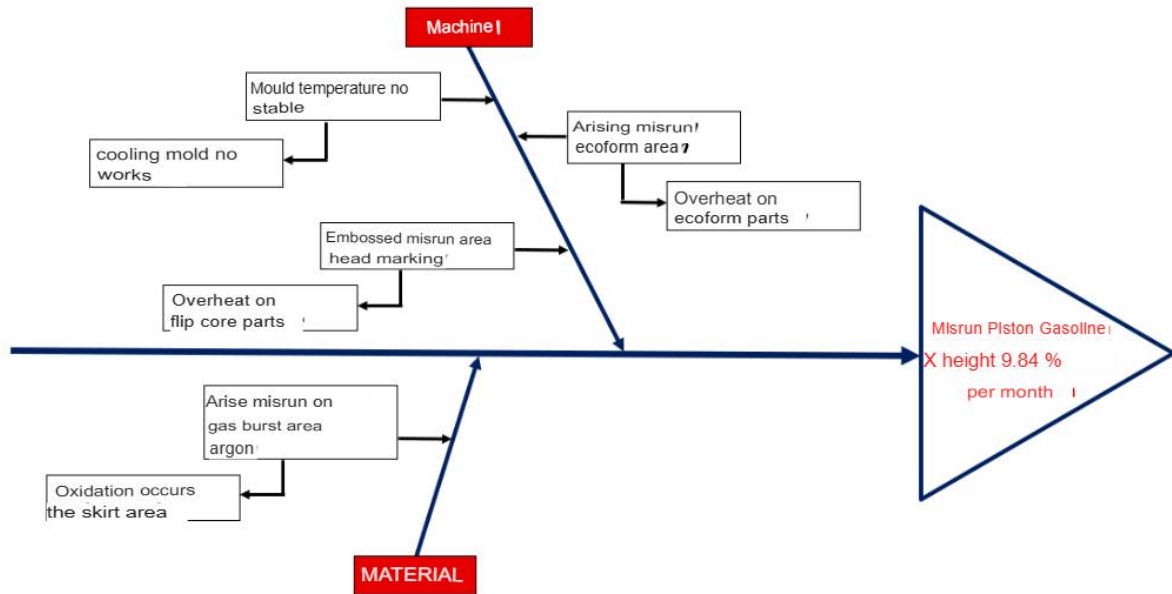 Machine
Mould temperature no
stable
Arising misrun
ecoform area
cooling mold no
works
Overheat on
ecoform parts
Embossed misrun area
head marking
Overheat on
flip core parts
Misrun Piston Gasoline
X height 9.84 %
per month
Arise misrun on
gas burst area
argon
Oxidation occurs
the skirt area
MATERIAL